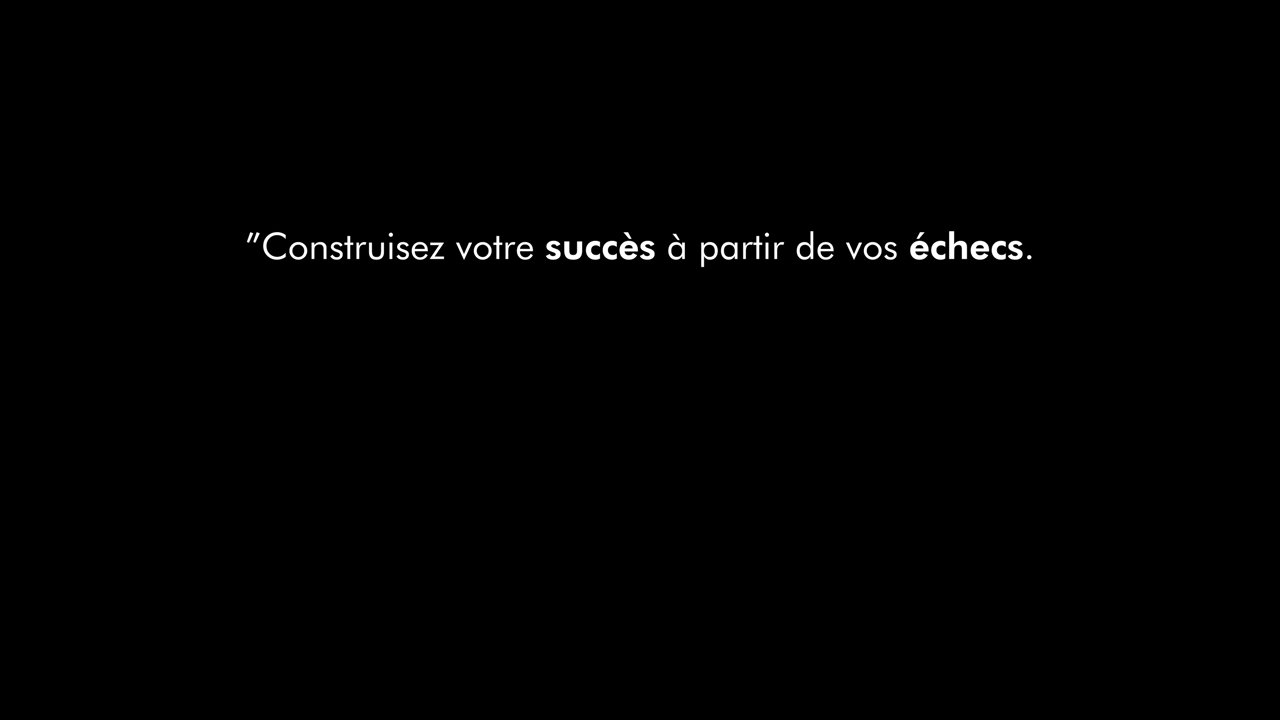 ”Construisez votre succès à partir de vos échecs.